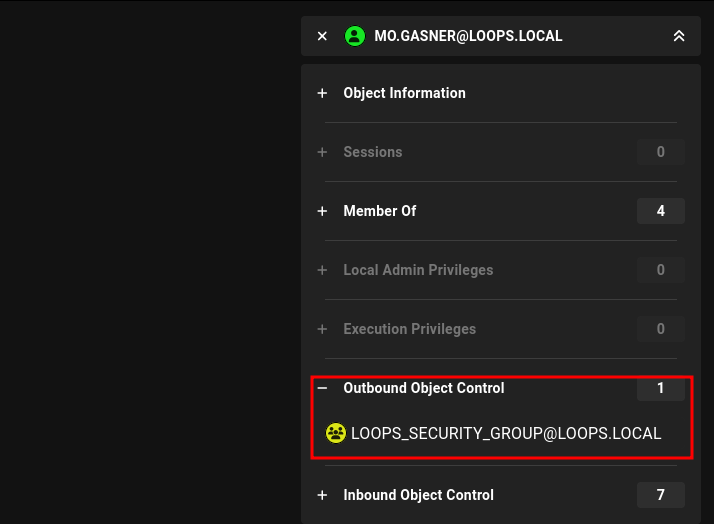 MO.GASNER@LOOPS.LOCAL
Object Information
Sessions 0
Member Of 4
Local Admin Privileges 0
Execution Privileges 0
Outbound Object Control 1
LOOPS_SECURITY_GROUP@LOOPS.LOCAL
Inbound Object Control 7